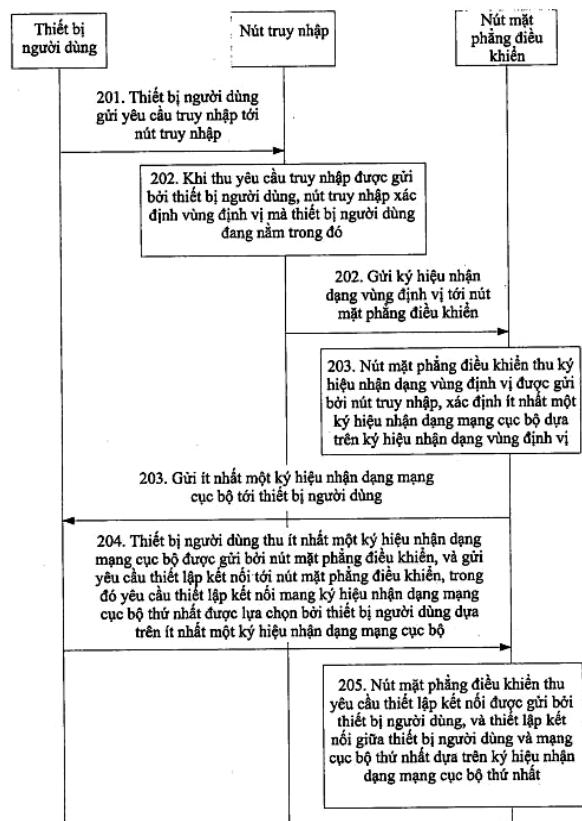 Thiết bị
người dùng
Nút truy nhập
Nút mặt
phẳng điều
khiển
201. Thiết bị người dùng
gửi yêu cầu truy nhập tới
nút truy nhập
202. Khi thu yêu cầu truy nhập được gửi
bởi thiết bị người dùng, nút truy nhập xác
định vùng định vị mà thiết bị người dùng
đang nằm trong đó
202. Gửi ký hiệu nhận
dạng vùng định vị tới nút
mặt phẳng điều khiển
203. Nút mặt phẳng điều khiển thu ký
hiệu nhận dạng vùng định vị được gửi
bởi nút truy nhập, xác định ít nhất một
ký hiệu nhận dạng mạng cục bộ dựa
trên ký hiệu nhận dạng vùng định vị
203. Gửi ít nhất một ký hiệu nhận dạng mạng
cục bộ tới thiết bị người dùng
204. Thiết bị người dùng thu ít nhất một ký hiệu nhận dạng
mạng cục bộ được gửi bởi nút mặt phẳng điều khiển, và gửi
yêu cầu thiết lập kết nối tới nút mặt phẳng điều khiển, trong
đó yêu cầu thiết lập kết nối mang ký hiệu nhận dạng mạng
cục bộ thứ nhất được lựa chọn bởi thiết bị người dùng dựa
trên ít nhất một ký hiệu nhận dạng mạng cục bộ
205. Nút mặt phẳng điều khiển thu
yêu cầu thiết lập kết nối được gửi bởi
thiết bị người dùng, và thiết lập kết
nối giữa thiết bị người dùng và mạng
cục bộ thứ nhất dựa trên ký hiệu nhận
dạng mạng cục bộ thứ nhất